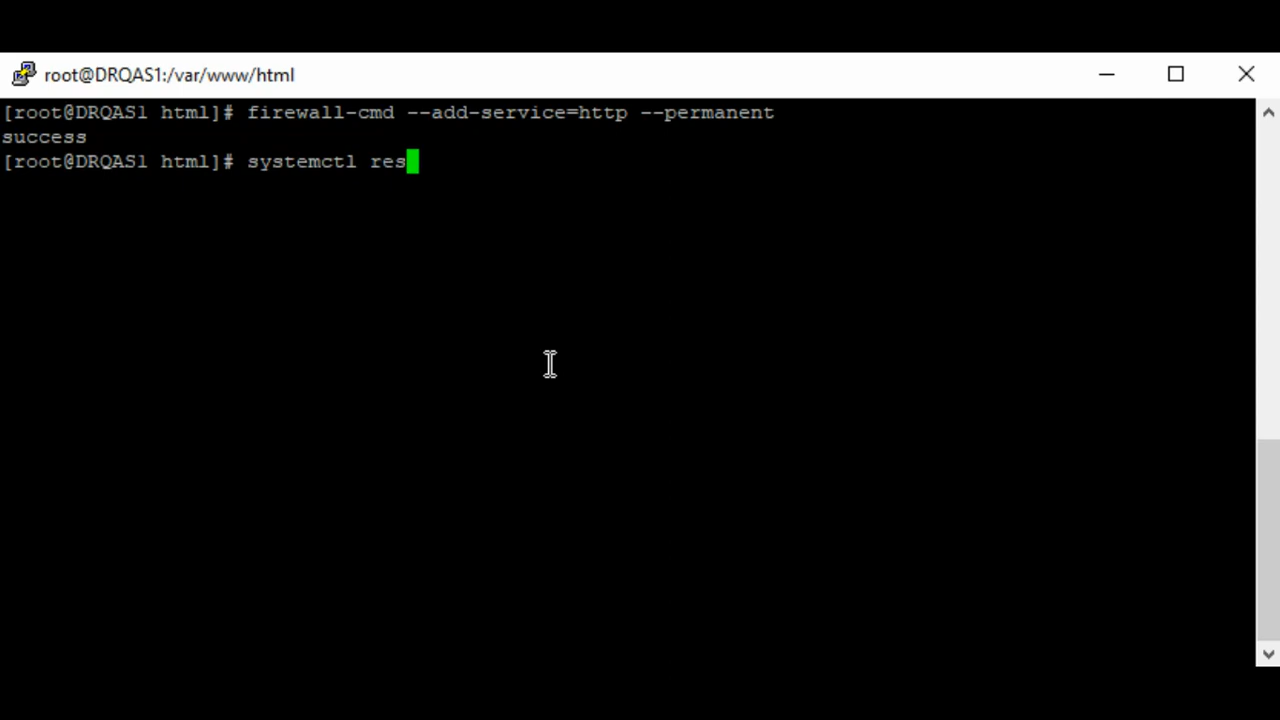 root@DRQAS1:/var/www/html
[root@DRQAS1 html]# firewall-cmd --add-service=http --permanent
success
[root@DRQAS1 html]# systemctl res